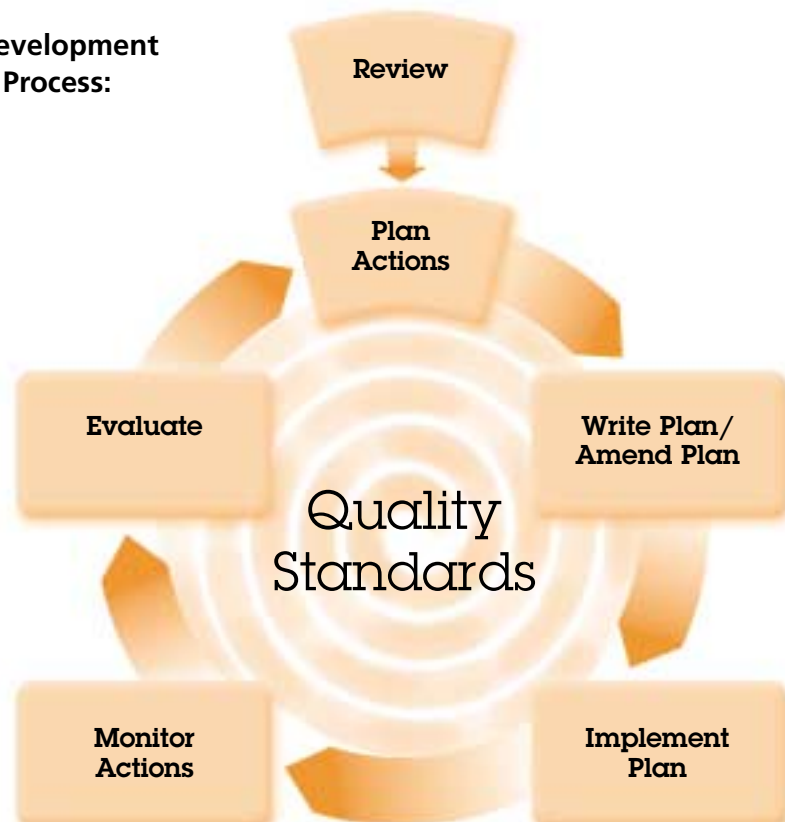 evelopment
Process:
Review
Plan
Actions
Evaluate
Write Plan/
Amend Plan
Quality
Standards
Monitor
Actions
Implement
Plan